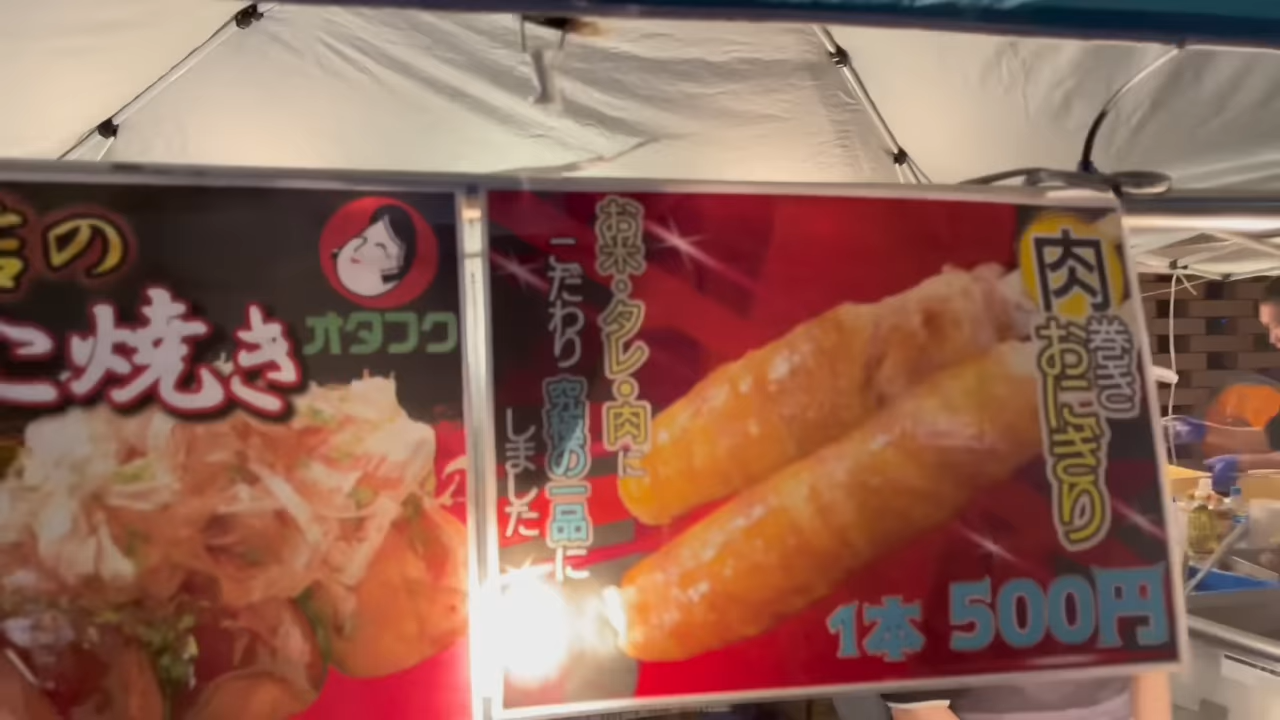 の
こ焼き
オタフク
肉
巻き
おにぎり
お米・タレ・肉に
こだわり究極の一品に
しました
1本 500円